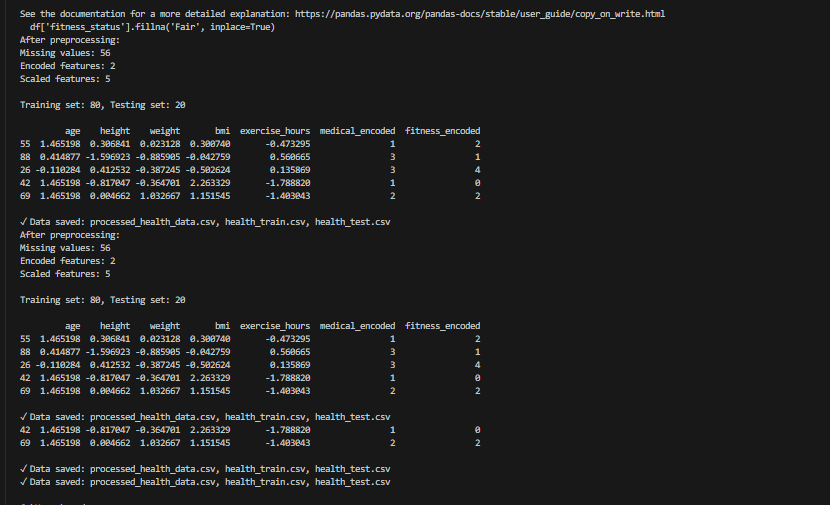 See the documentation for a more detailed explanation: https://pandas.pydata.org/pandas-docs/stable/user_guide/copy_on_write.html
  df['fitness_status'].fillna('Fair', inplace=True)
After preprocessing:
Missing values: 56
Encoded features: 2
Scaled features: 5

Training set: 80, Testing set: 20

         age    height    weight       bmi  exercise_hours  medical_encoded  fitness_encoded
55  1.465198  0.306841  0.023128  0.300740       -0.473295                1                2
88  0.414877 -1.596923 -0.885905 -0.042759        0.560665                3                1
26 -0.110284  0.412532 -0.387245 -0.502624        0.135869                3                4
42  1.465198 -0.817047 -0.364701  2.263329       -1.788820                1                0
69  1.465198  0.004662  1.032667  1.151545       -1.403043                2                2

✓ Data saved: processed_health_data.csv, health_train.csv, health_test.csv
After preprocessing:
Missing values: 56
Encoded features: 2
Scaled features: 5

Training set: 80, Testing set: 20

         age    height    weight       bmi  exercise_hours  medical_encoded  fitness_encoded
55  1.465198  0.306841  0.023128  0.300740       -0.473295                1                2
88  0.414877 -1.596923 -0.885905 -0.042759        0.560665                3                1
26 -0.110284  0.412532 -0.387245 -0.502624        0.135869                3                4
42  1.465198 -0.817047 -0.364701  2.263329       -1.788820                1                0
69  1.465198  0.004662  1.032667  1.151545       -1.403043                2                2

✓ Data saved: processed_health_data.csv, health_train.csv, health_test.csv
42  1.465198 -0.817047 -0.364701  2.263329       -1.788820                1                0
69  1.465198  0.004662  1.032667  1.151545       -1.403043                2                2

✓ Data saved: processed_health_data.csv, health_train.csv, health_test.csv
✓ Data saved: processed_health_data.csv, health_train.csv, health_test.csv